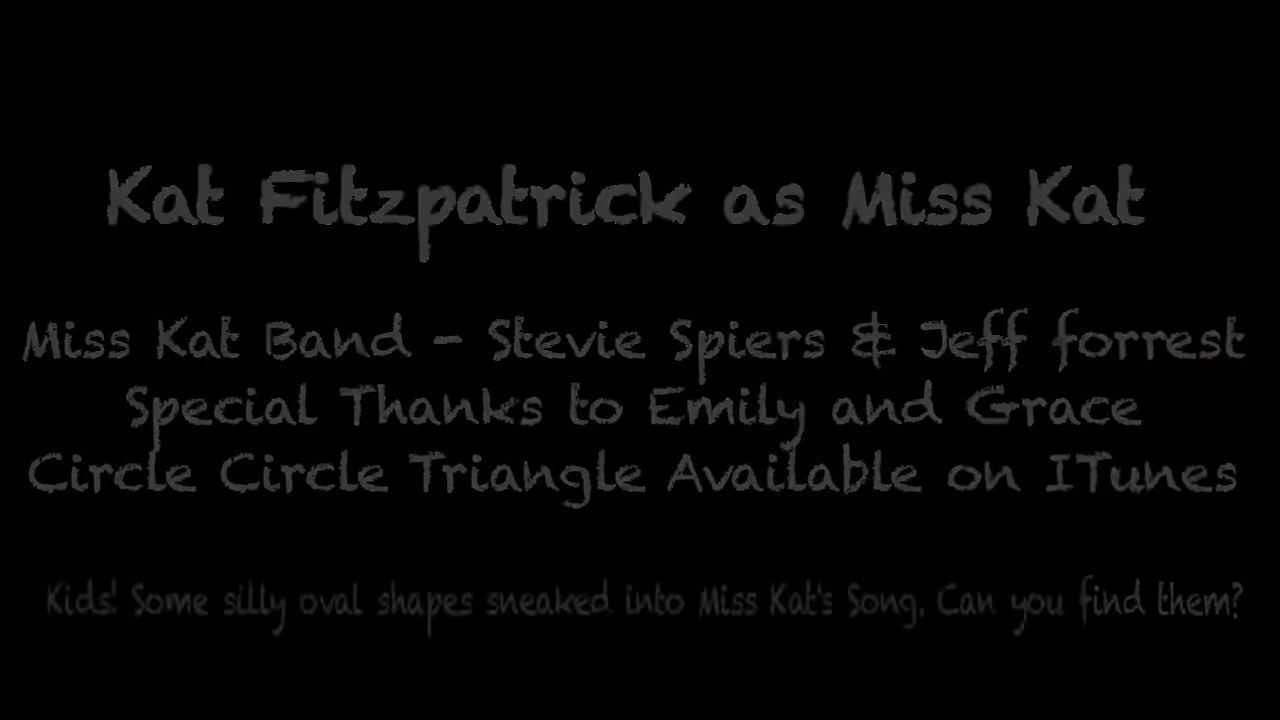 Kat Fitzpatrick as Miss Kat
Miss Kat Band - Stevie Spiers & Jeff forrest
Special Thanks to Emily and Grace
Circle Circle Triangle Available on ITunes
Kids! Some silly oval shapes sneaked into Miss Kat's Song, Can you find them?